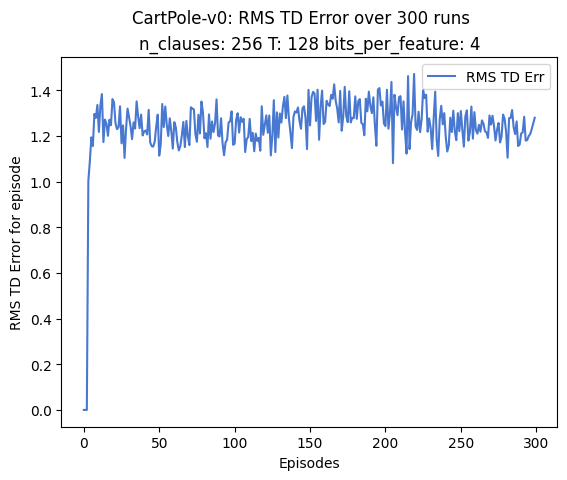 CartPole-v0: RMS TD Error over 300 runs
n_clauses: 256 T: 128 bits_per_feature: 4
RMS TD Err
1.4
1.2
1.0
0.8
0.6
0.4
0.2
0.0
RMS TD Error for episode
0 50 100 150 200 250 300
Episodes